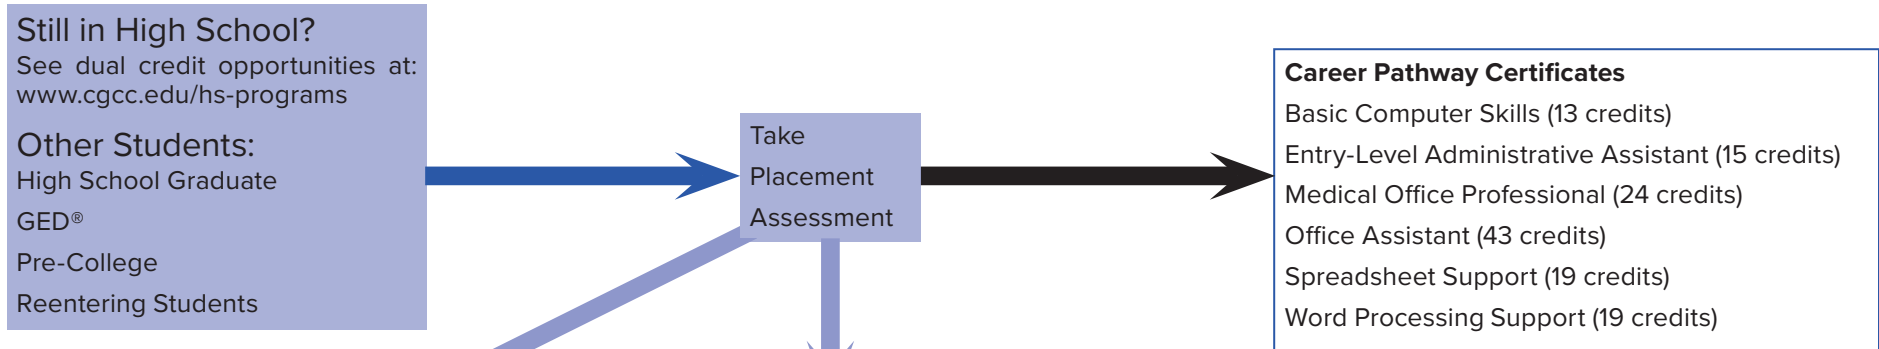 Still in High School?
See dual credit opportunities at:
www.cgcc.edu/hs-programs
Other Students:
High School Graduate
GED®
Pre-College
Reentering Students
Take
Placement
Assessment
Career Pathway Certificates
Basic Computer Skills (13 credits)
Entry-Level Administrative Assistant (15 credits)
Medical Office Professional (24 credits)
Office Assistant (43 credits)
Spreadsheet Support (19 credits)
Word Processing Support (19 credits)